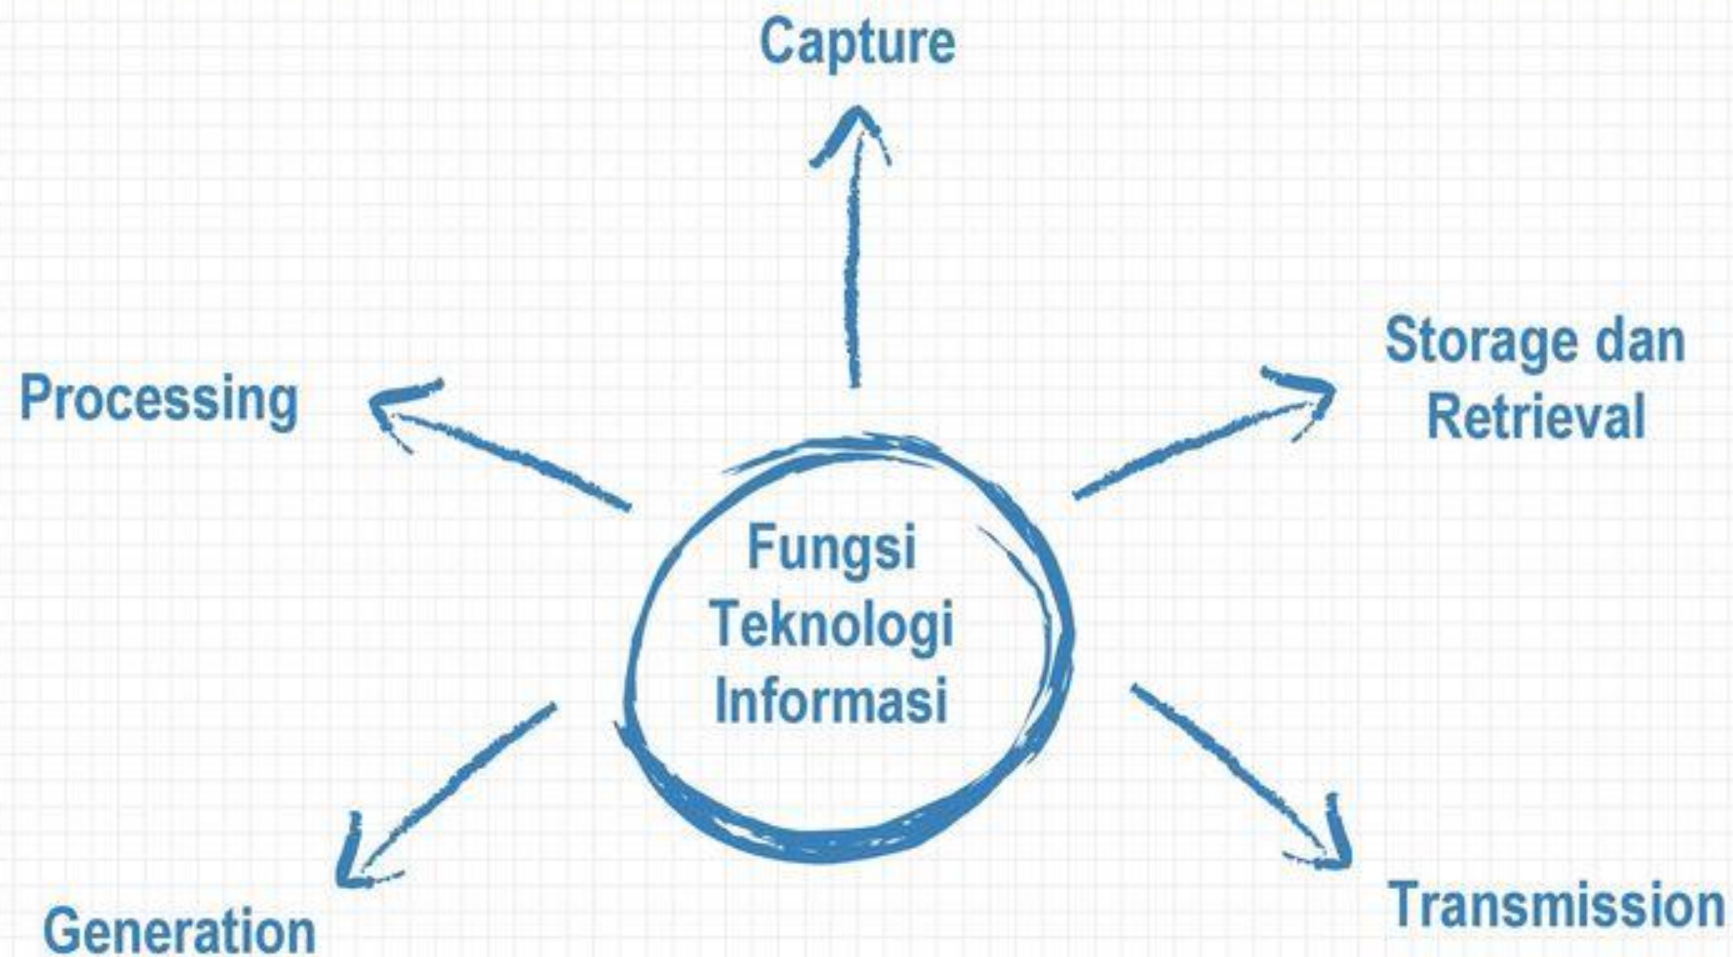 Capture
Storage dan
Retrieval
Processing
Fungsi
Teknologi
Informasi
Generation
Transmission